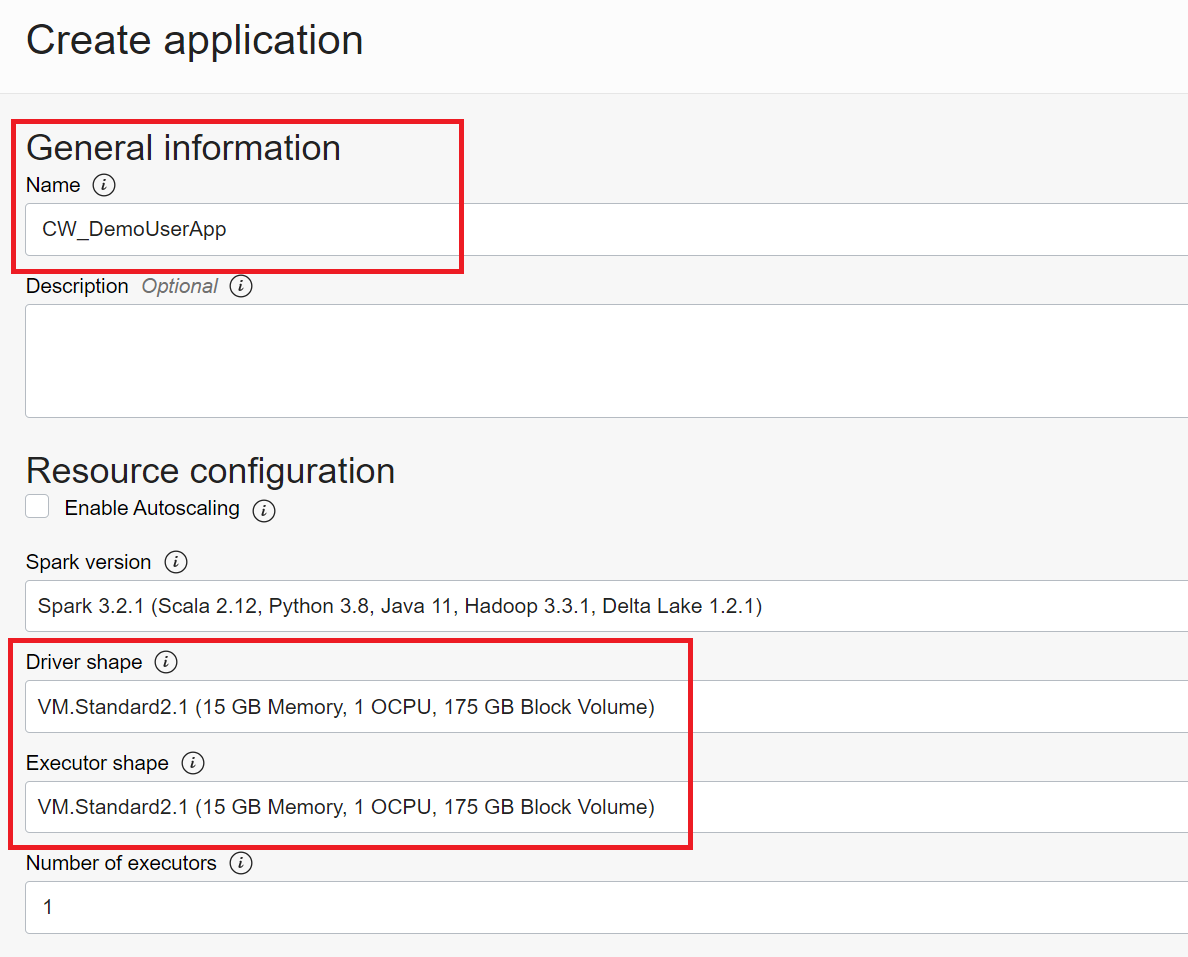 Create application
General information
Name
CW_DemoUserApp
Description Optional
Resource configuration
Enable Autoscaling
Spark version
Spark 3.2.1 (Scala 2.12, Python 3.8, Java 11, Hadoop 3.3.1, Delta Lake 1.2.1)
Driver shape
VM.Standard2.1 (15 GB Memory, 1 OCPU, 175 GB Block Volume)
Executor shape
VM.Standard2.1 (15 GB Memory, 1 OCPU, 175 GB Block Volume)
Number of executors
1